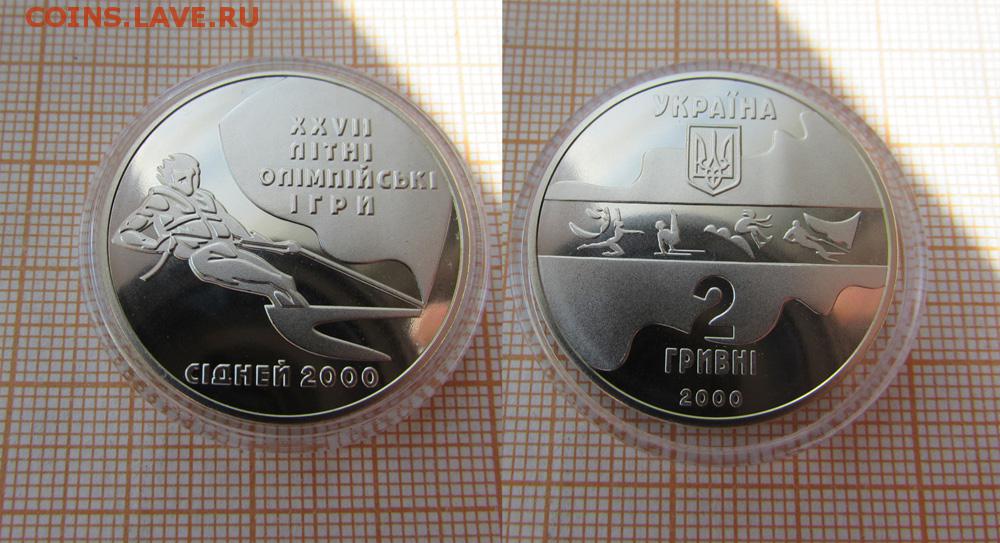 COINS.LAVE.RU
XXVII
ЛІТНІ
ОЛІМПІЙСЬКІ
ІГРИ
СІДНЕЙ 2000
УКРАЇНА
2
ГРИВНІ
2000